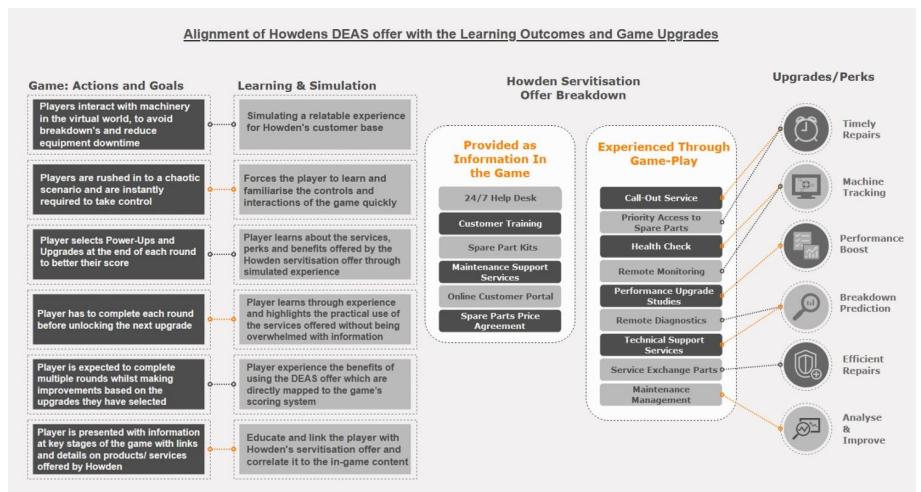 Alignment of Howdens DEAS offer with the Learning Outcomes and Game Upgrades
Game: Actions and Goals
Players interact with machinery
in the virtual world, to avoid
breakdown's and reduce
equipment downtime
Players are rushed in to a chaotic
scenario and are instantly
required to take control
Player selects Power-Ups and
Upgrades at the end of each round
to better their score
Player has to complete each round
before unlocking the next upgrade
Player is expected to complete
multiple rounds whilst making
improvements based on the
upgrades they have selected
Player is presented with information
at key stages of the game with links
and details on products/ services
offered by Howden
Learning & Simulation
Simulating a relatable experience
for Howden's customer base
Forces the player to learn and
familiarise the controls and
interactions of the game quickly
Player learns about the services,
perks and benefits offered by the
Howden servitisation offer through
simulated experience
Player learns through experience
and highlights the practical use of
the services offered without being
overwhelmed with information
Player experience the benefits of
using the DEAS offer which are
directly mapped to the game's
scoring system
Educate and link the player with
Howden's servitisation offer and
correlate it to the in-game content
Howden Servitisation
Offer Breakdown
Provided as
Information In
the Game
24/7 Help Desk
Customer Training
Spare Part Kits
Maintenance Support
Services
Online Customer Portal
Spare Parts Price
Agreement
Experienced Through
Game-Play
Call-Out Service
Priority Access to
Spare Parts
Health Check
Remote Monitoring
Performance Upgrade
Studies
Remote Diagnostics
Technical Support
Services
Service Exchange Parts
Maintenance
Management
Upgrades/Perks
Timely
Repairs
Machine
Tracking
Performance
Boost
Breakdown
Prediction
Efficient
Repairs
Analyse
&
Improve